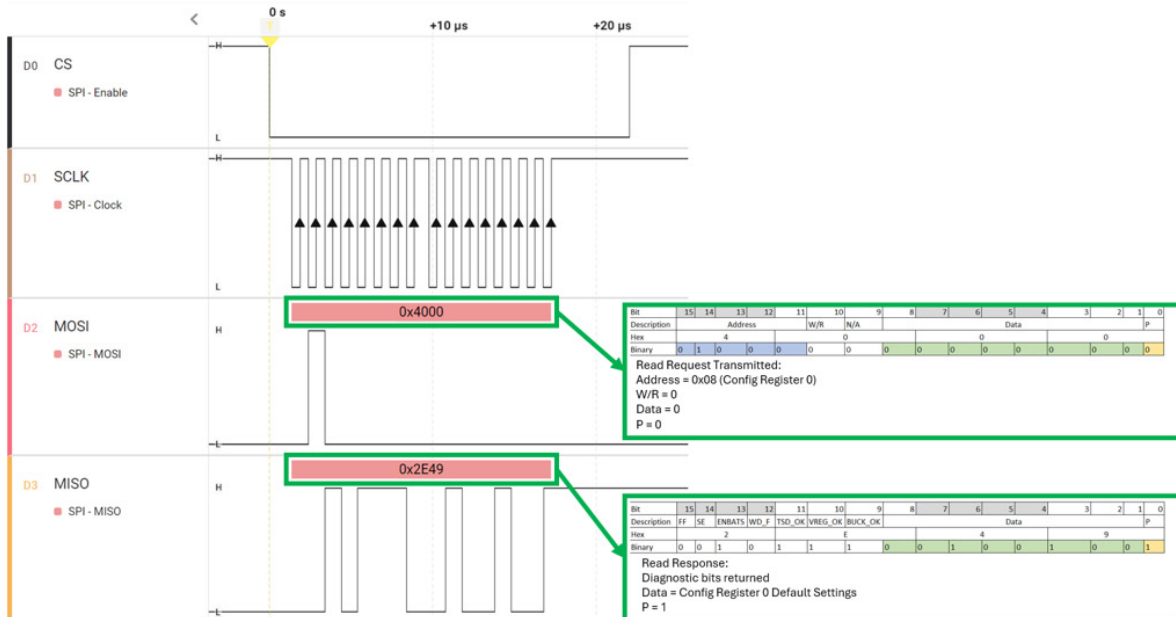 0 s
+10 µs
+20 µs
T
D0 CS
SPI - Enable
H
L
D1 SCLK
SPI - Clock
H
L
0x4000
D2 MOSI
SPI - MOSI
H
L
Bit 15 14 13 12 11 10 9 8 7 6 5 4 3 2 1 0
Description Address W/R N/A Data P
Hex 4 0 0 0
Binary 0 1 0 0 0 0 0 0 0 0 0 0 0 0 0 0
Read Request Transmitted:
Address = 0x08 (Config Register 0)
W/R = 0
Data = 0
P = 0
0x2E49
D3 MISO
SPI - MISO
H
L
Bit 15 14 13 12 11 10 9 8 7 6 5 4 3 2 1 0
Description FF SE ENBATS WD_F TSD_OK VREG_OK BUCK_OK Data P
Hex 2 E 4 9
Binary 0 0 1 0 1 1 1 0 0 1 0 0 1 0 0 1
Read Response:
Diagnostic bits returned
Data = Config Register 0 Default Settings
P = 1